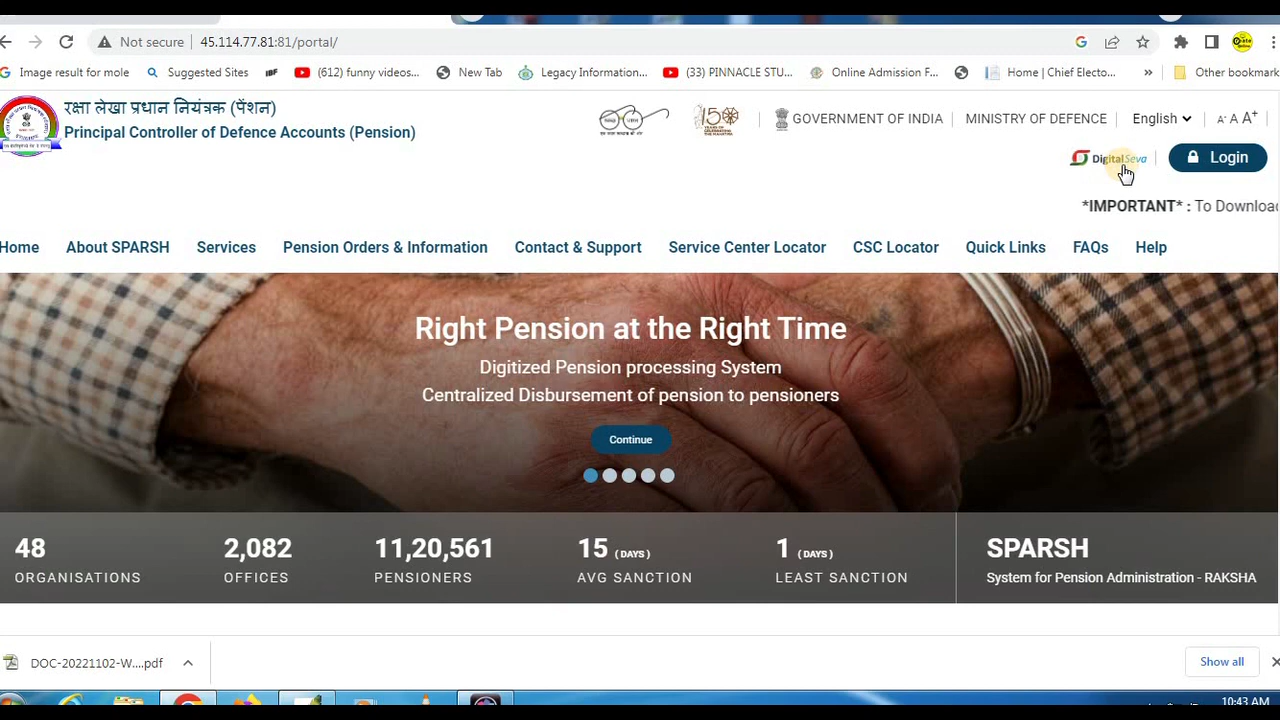 Not secure
45.114.77.81:81/portal/
Image result for mole
Suggested Sites
(612) funny videos...
New Tab
Legacy Information...
(33) PINNACLE STU...
Online Admission F...
Home | Chief Electo...
»
Other bookmark
रक्षा लेखा प्रधान नियंत्रक (पेंशन)
Principal Controller of Defence Accounts (Pension)
GOVERNMENT OF INDIA
MINISTRY OF DEFENCE
English
A- A A+
DigitalSeva
Login
*IMPORTANT* : To Download
Home
About SPARSH
Services
Pension Orders & Information
Contact & Support
Service Center Locator
CSC Locator
Quick Links
FAQs
Help
Right Pension at the Right Time
Digitized Pension processing System
Centralized Disbursement of pension to pensioners
Continue
48
ORGANISATIONS
2,082
OFFICES
11,20,561
PENSIONERS
15 (DAYS)
AVG SANCTION
1 (DAYS)
LEAST SANCTION
SPARSH
System for Pension Administration - RAKSHA
DOC-20221102-W....pdf
Show all
10:43 AM